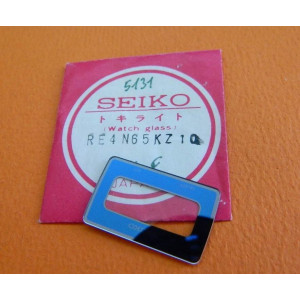 5131
SEIKO
トキライト
(Watch glass)
RE4N65KZ10
JAPAN